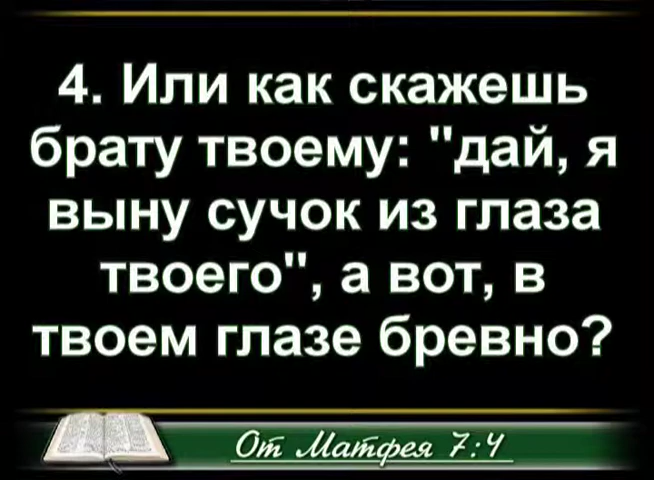 4. Или как скажешь
брату твоему: "дай, я
выну сучок из глаза
твоего", а вот, в
твоем глазе бревно?
От Матфея 7:4